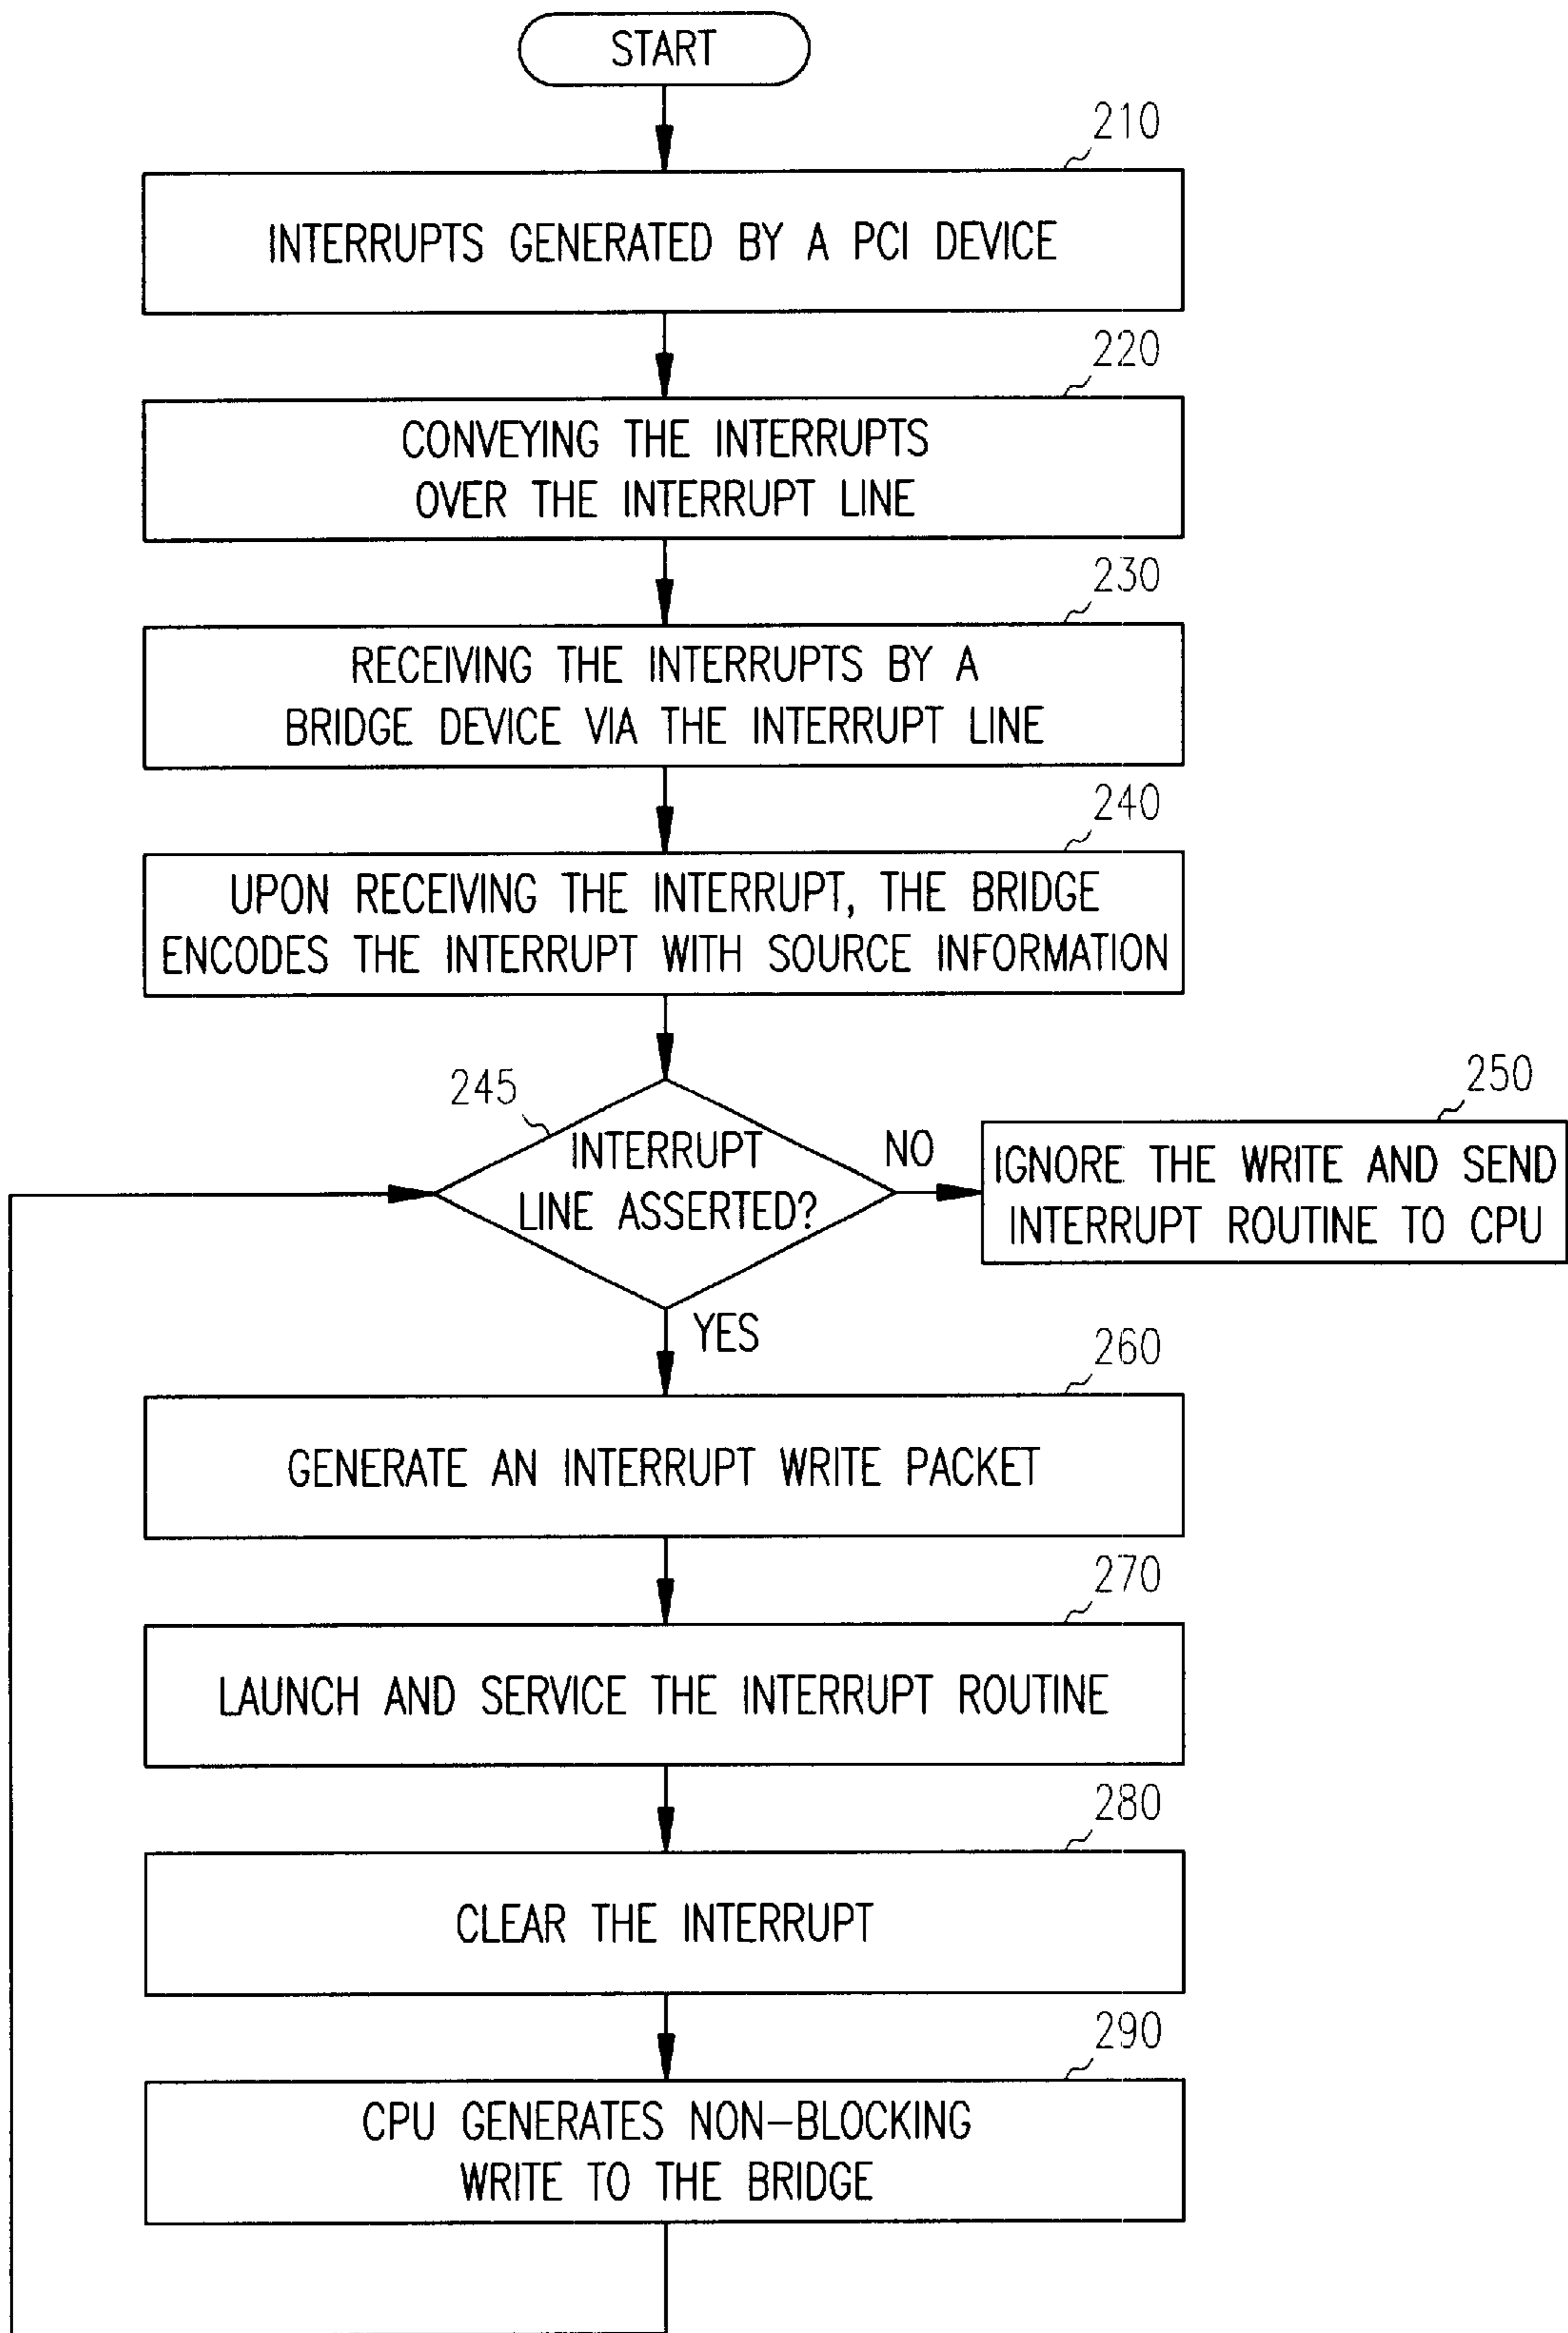 START
210
INTERRUPTS GENERATED BY A PCI DEVICE
220
CONVEYING THE INTERRUPTS
OVER THE INTERRUPT LINE
230
RECEIVING THE INTERRUPTS BY A
BRIDGE DEVICE VIA THE INTERRUPT LINE
240
UPON RECEIVING THE INTERRUPT, THE BRIDGE
ENCODES THE INTERRUPT WITH SOURCE INFORMATION
245
INTERRUPT
LINE ASSERTED?
NO
250
IGNORE THE WRITE AND SEND
INTERRUPT ROUTINE TO CPU
YES
260
GENERATE AN INTERRUPT WRITE PACKET
270
LAUNCH AND SERVICE THE INTERRUPT ROUTINE
280
CLEAR THE INTERRUPT
290
CPU GENERATES NON-BLOCKING
WRITE TO THE BRIDGE